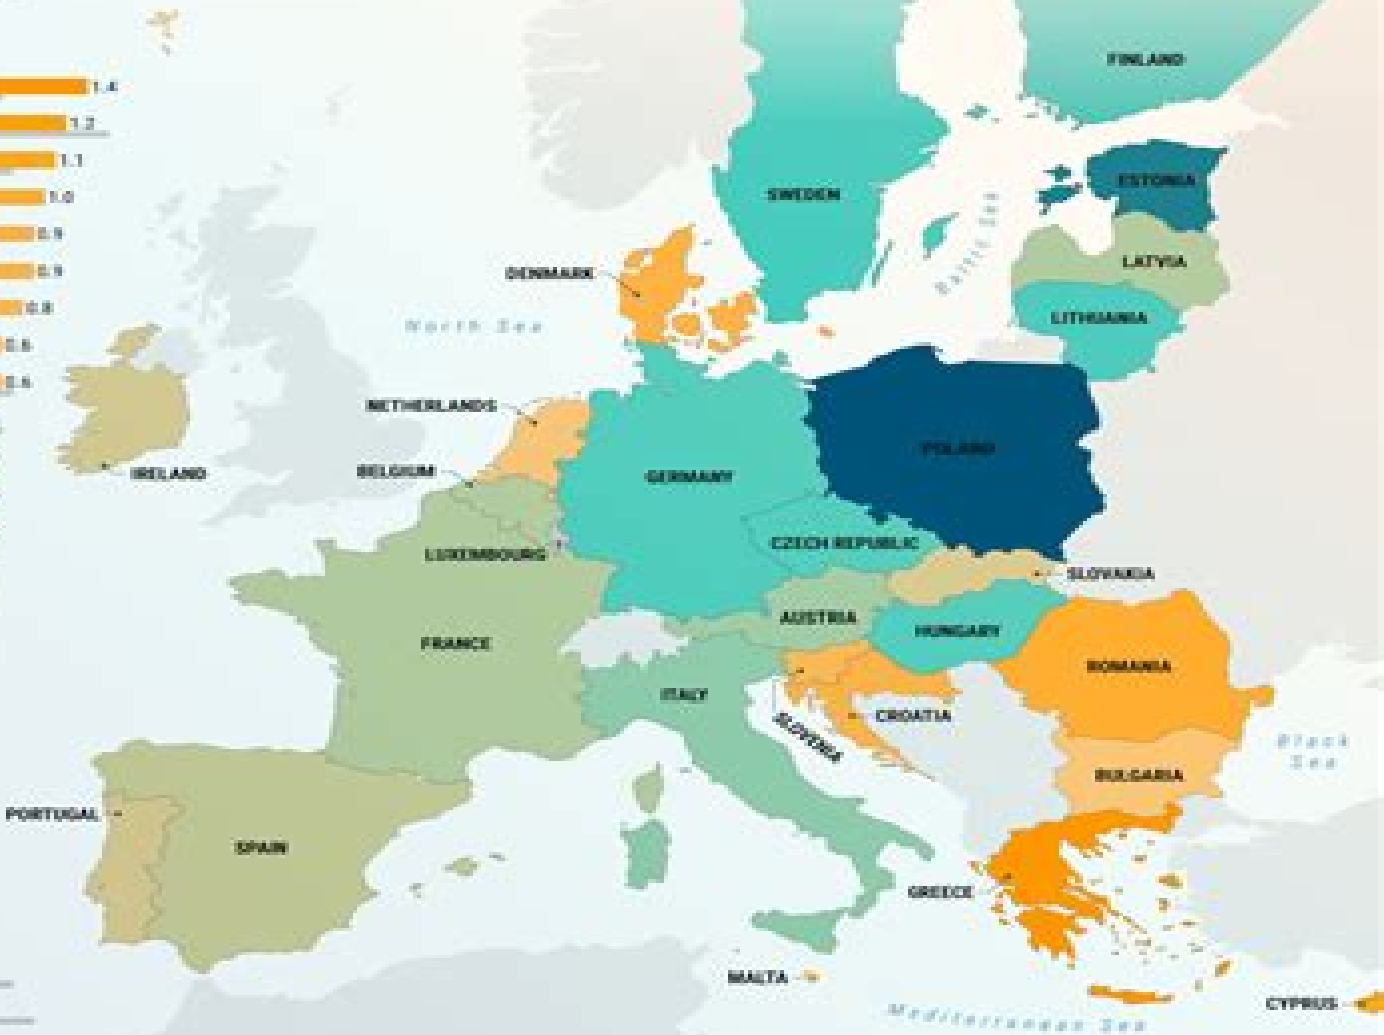 1.4
1.2
1.1
1.0
0.9
0.9
0.8
0.6
0.6
FINLAND
ESTONIA
SWEDEN
Baltic Sea
LATVIA
DENMARK
LITHUANIA
North Sea
NETHERLANDS
POLAND
BELGIUM
IRELAND
GERMANY
CZECH REPUBLIC
LUXEMBOURG
SLOVAKIA
AUSTRIA
HUNGARY
FRANCE
ROMANIA
ITALY
CROATIA
SLOVENIA
Black
Sea
BULGARIA
PORTUGAL
SPAIN
GREECE
MALTA
CYPRUS
Mediterranean Sea